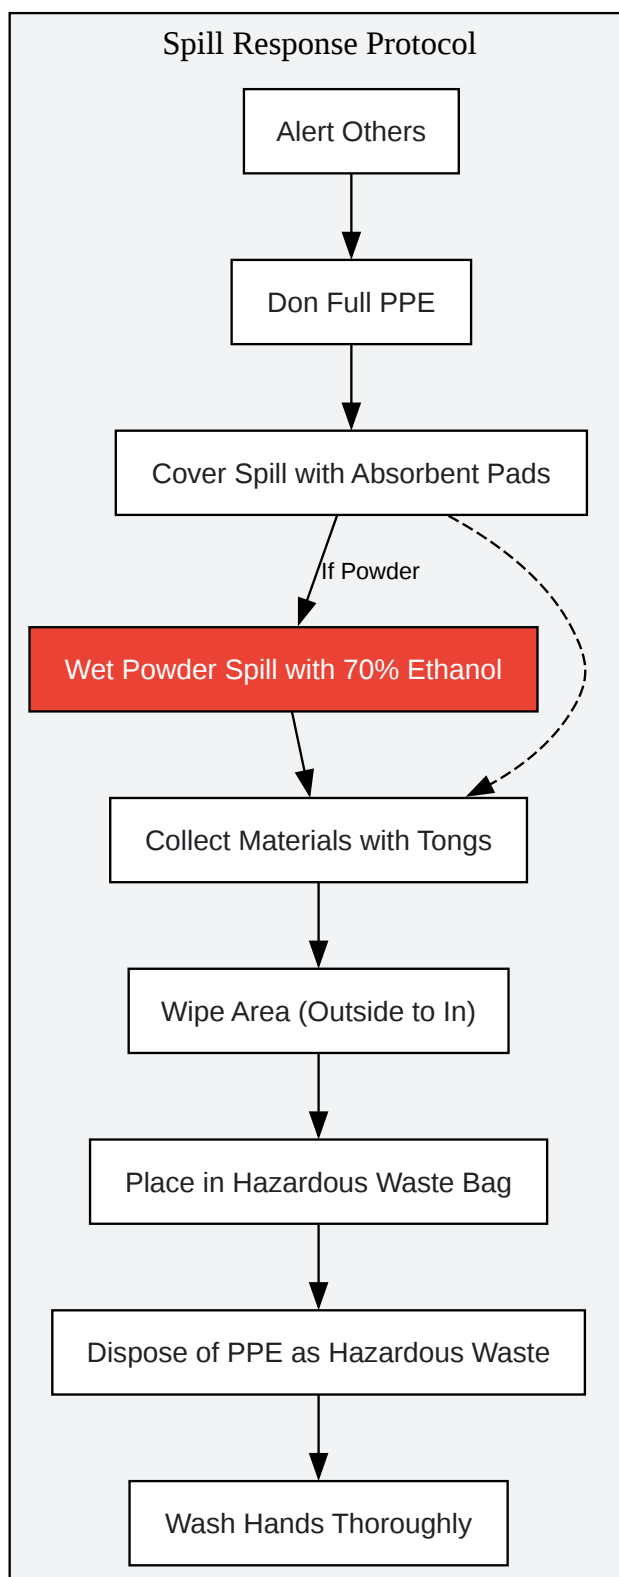 Spill Response Protocol
Alert Others
Don Full PPE
Cover Spill with Absorbent Pads
If Powder
Wet Powder Spill with 70% Ethanol
Collect Materials with Tongs
Wipe Area (Outside to In)
Place in Hazardous Waste Bag
Dispose of PPE as Hazardous Waste
Wash Hands Thoroughly